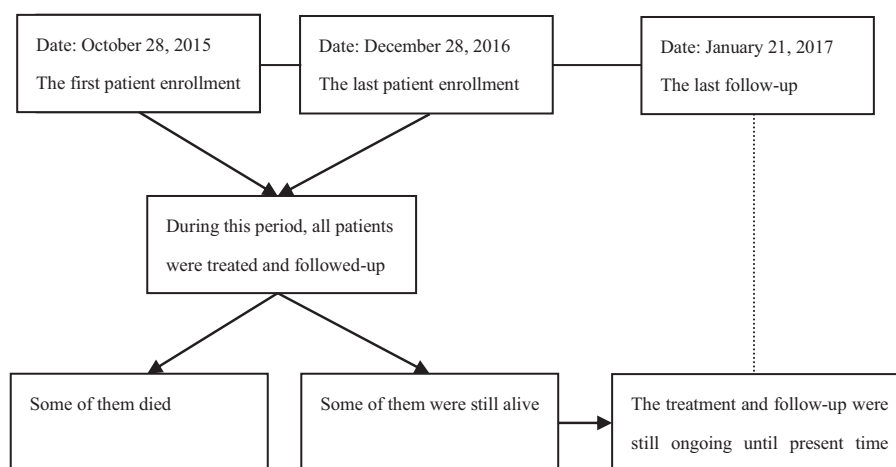 Date: October 28, 2015
The first patient enrollment
Date: December 28, 2016
The last patient enrollment
Date: January 21, 2017
The last follow-up
During this period, all patients
were treated and followed-up
Some of them died
Some of them were still alive
The treatment and follow-up were
still ongoing until present time